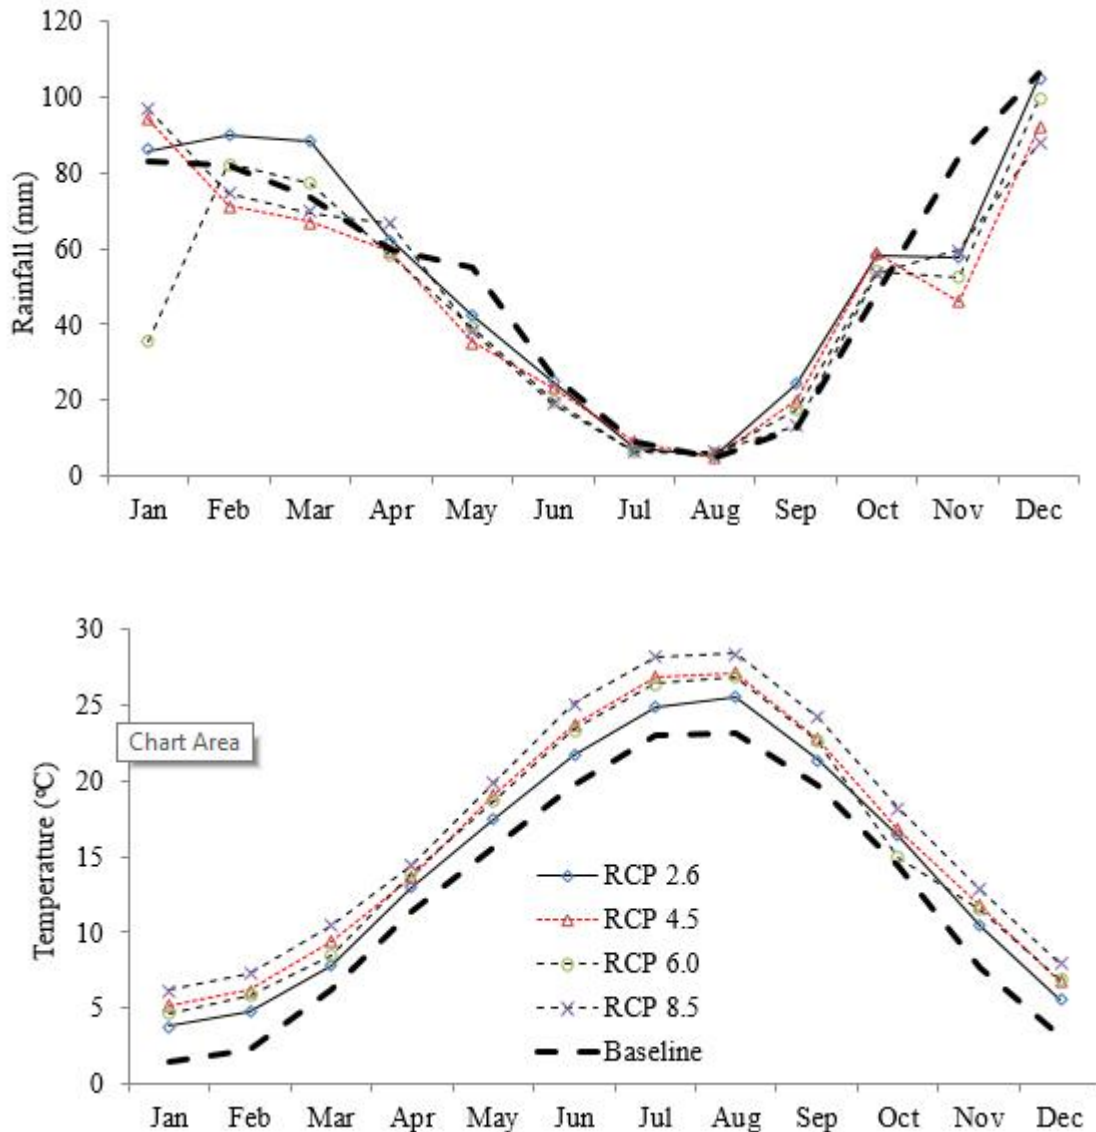 120
100
80
60
40
20
0
Rainfall (mm)
Jan Feb Mar Apr May Jun Jul Aug Sep Oct Nov Dec
30
25
20
15
10
5
0
Temperature (°C)
Chart Area
RCP 2.6
RCP 4.5
RCP 6.0
RCP 8.5
Baseline
Jan Feb Mar Apr May Jun Jul Aug Sep Oct Nov Dec